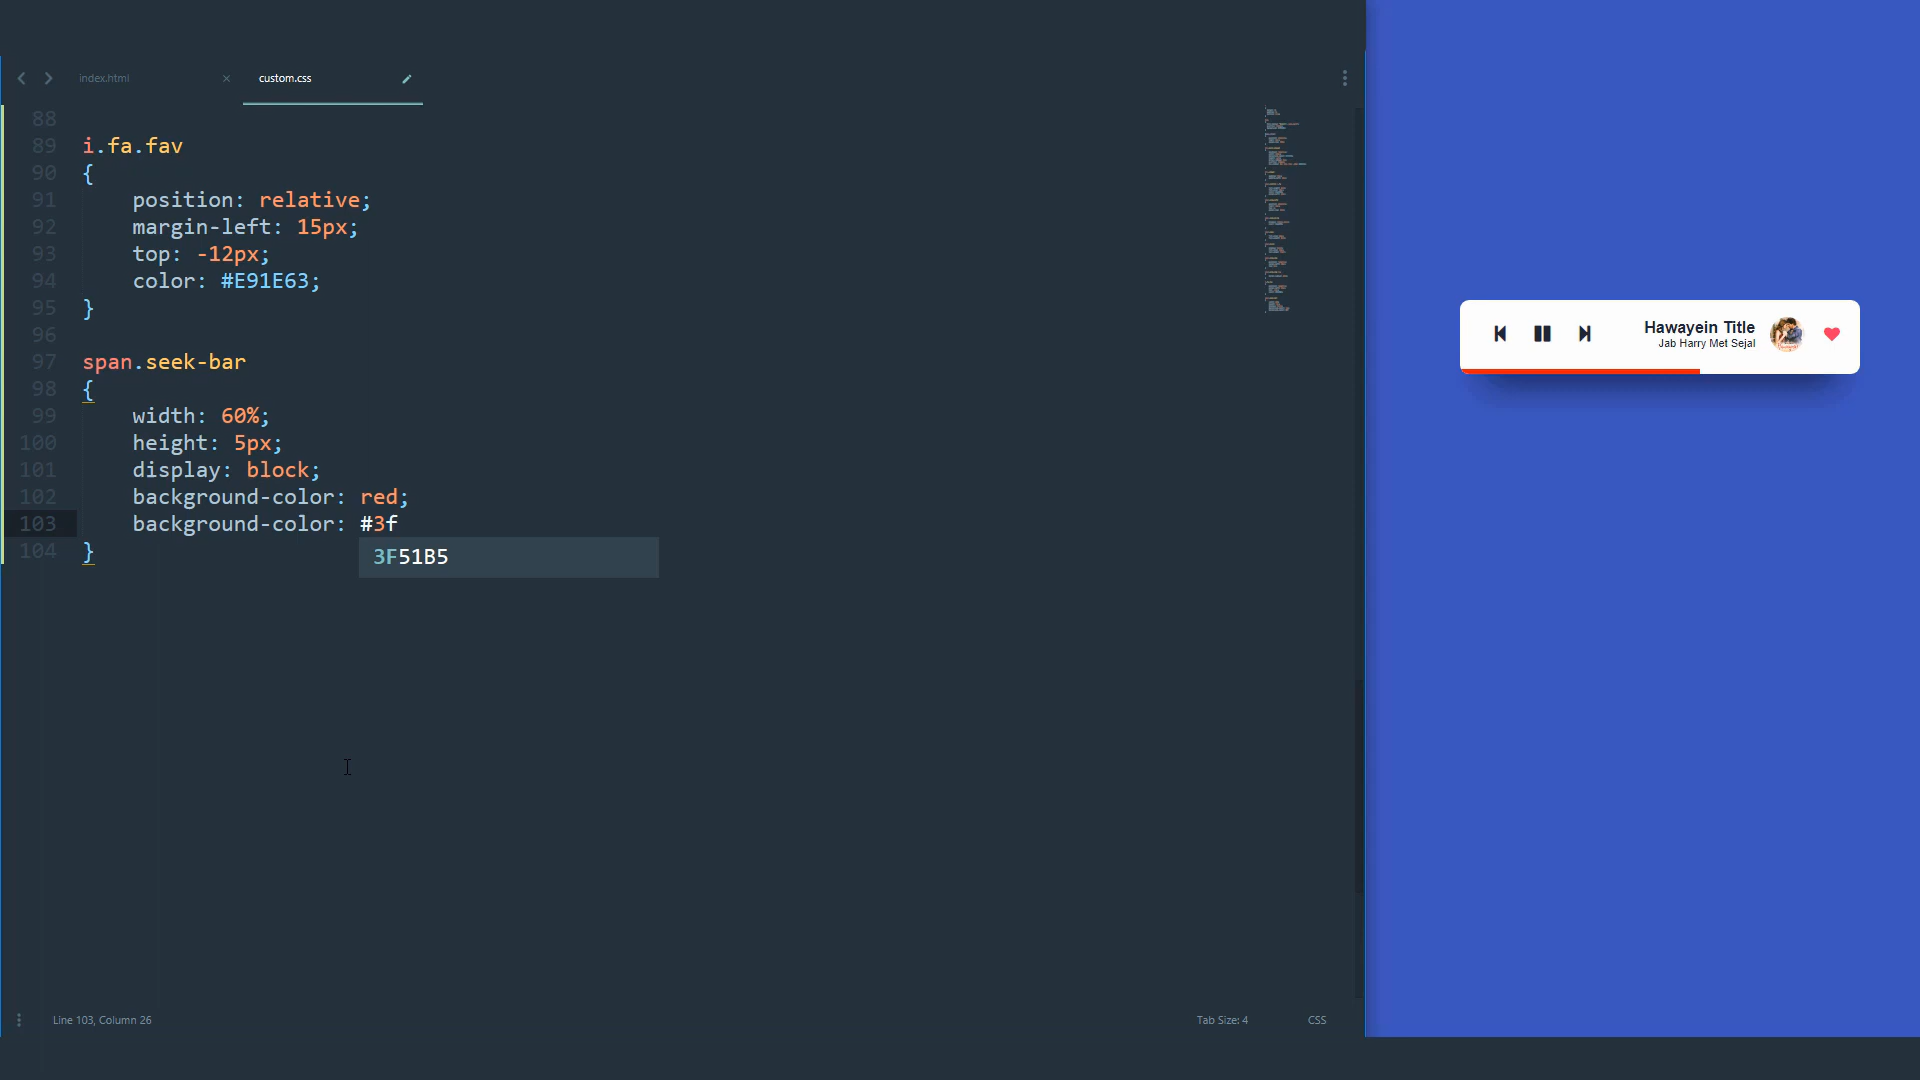 index.html
custom.css
88
89 i.fa.fav
90 {
91 position: relative;
92 margin-left: 15px;
93 top: -12px;
94 color: #E91E63;
95 }
96
97 span.seek-bar
98 {
99 width: 60%;
100 height: 5px;
101 display: block;
102 background-color: red;
103 background-color: #3f
104 }
3F51B5
Line 103, Column 26
Tab Size: 4
CSS
Hawayein Title
Jab Harry Met Sejal